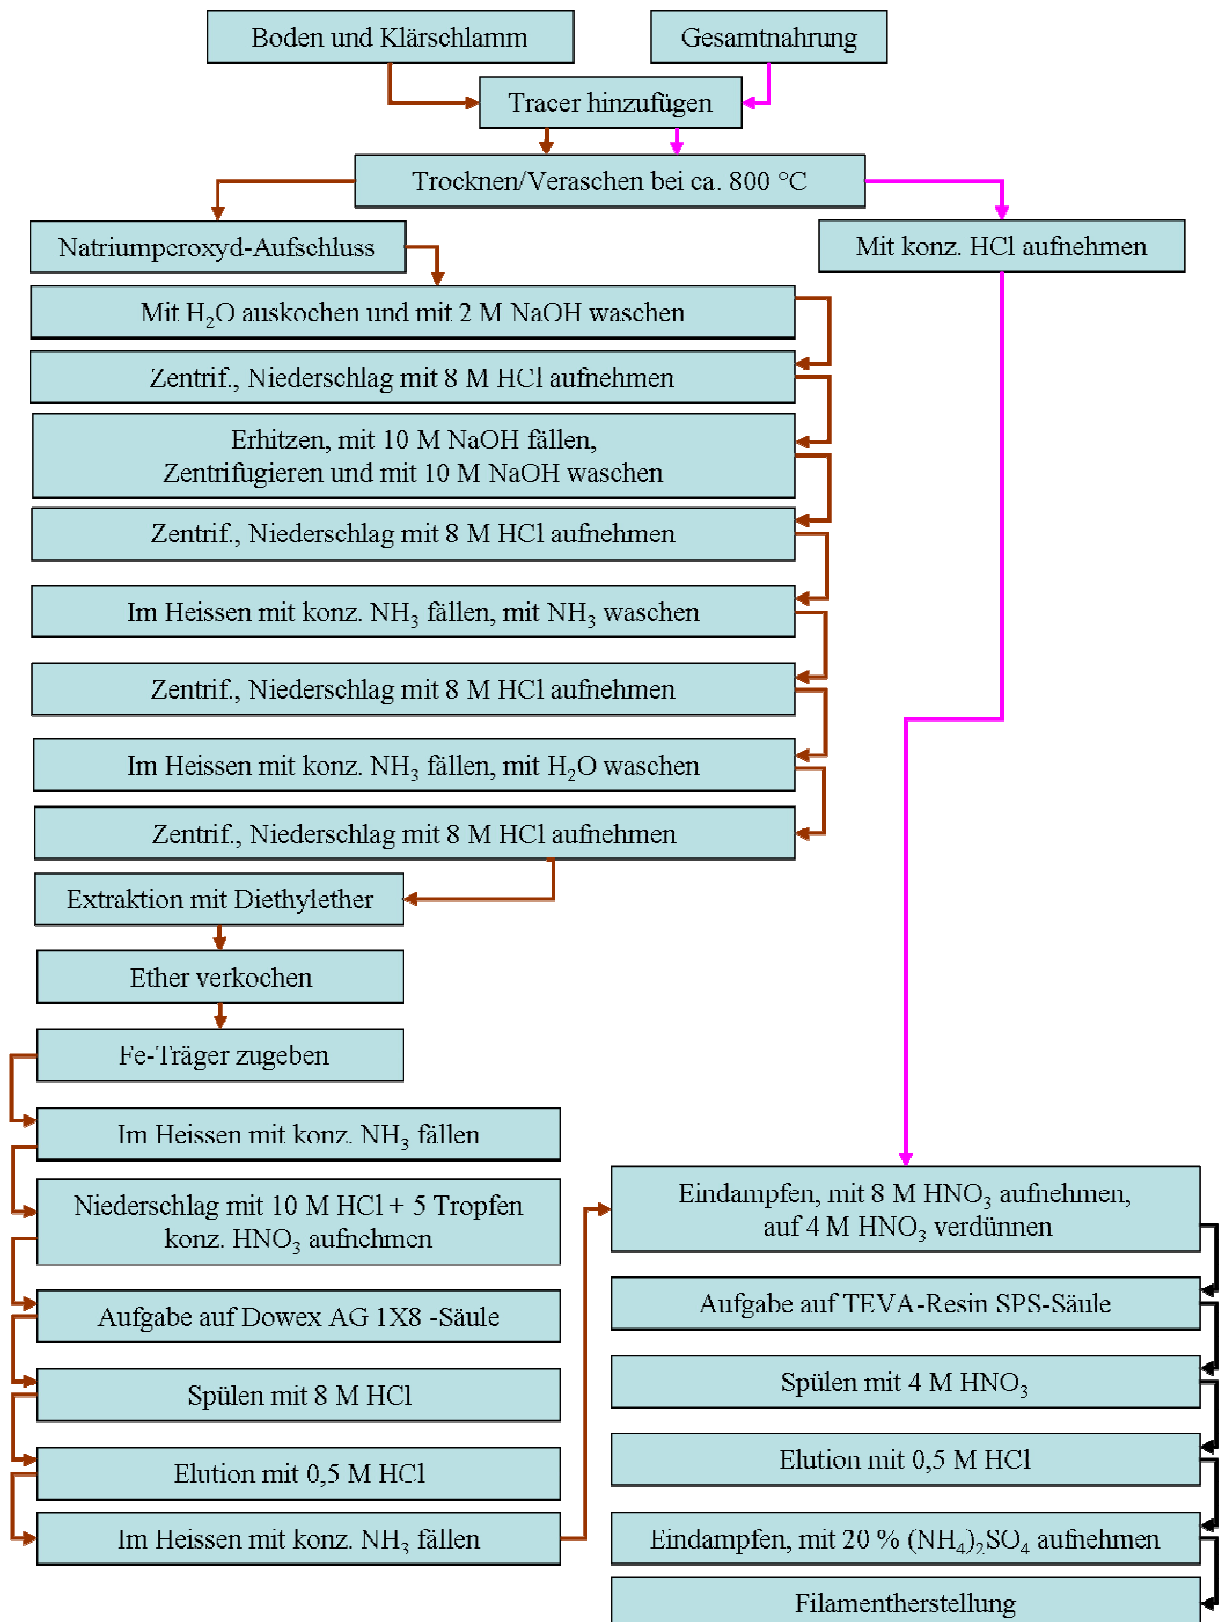 Boden und Klärschlamm
Gesamtnahrung
Tracer hinzufügen
Trocknen/Veraschen bei ca. 800 °C
Natriumperoxyd-Aufschluss
Mit konz. HCl aufnehmen
Mit H₂O auskochen und mit 2 M NaOH waschen
Zentrif., Niederschlag mit 8 M HCl aufnehmen
Erhitzen, mit 10 M NaOH fällen,
Zentrifugieren und mit 10 M NaOH waschen
Zentrif., Niederschlag mit 8 M HCl aufnehmen
Im Heissen mit konz. NH₃ fällen, mit NH₃ waschen
Zentrif., Niederschlag mit 8 M HCl aufnehmen
Im Heissen mit konz. NH₃ fällen, mit H₂O waschen
Zentrif., Niederschlag mit 8 M HCl aufnehmen
Extraktion mit Diethylether
Ether verkochen
Fe-Träger zugeben
Im Heissen mit konz. NH₃ fällen
Niederschlag mit 10 M HCl + 5 Tropfen
konz. HNO₃ aufnehmen
Aufgabe auf Dowex AG 1X8 -Säule
Spülen mit 8 M HCl
Elution mit 0,5 M HCl
Im Heissen mit konz. NH₃ fällen
Eindampfen, mit 8 M HNO₃ aufnehmen,
auf 4 M HNO₃ verdünnen
Aufgabe auf TEVA-Resin SPS-Säule
Spülen mit 4 M HNO₃
Elution mit 0,5 M HCl
Eindampfen, mit 20 % (NH₄)₂SO₄ aufnehmen
Filamentherstellung